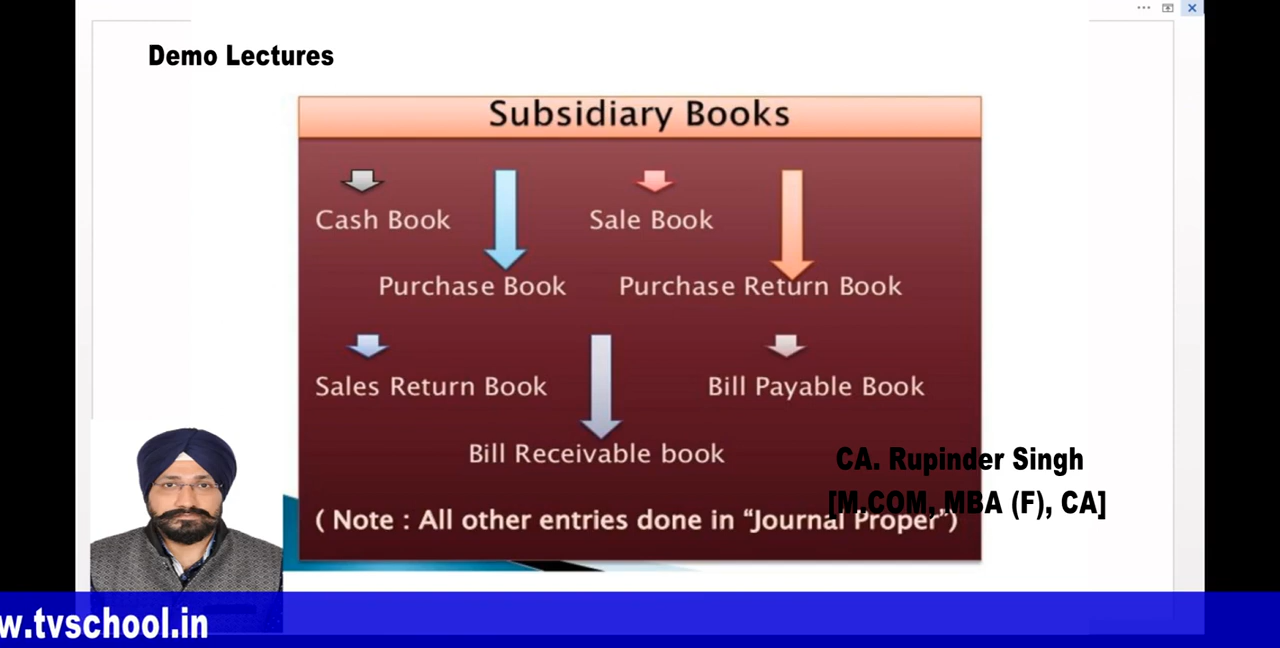 Demo Lectures
Subsidiary Books
Cash Book
Sale Book
Purchase Book
Purchase Return Book
Sales Return Book
Bill Payable Book
Bill Receivable book
CA. Rupinder Singh
[M.COM, MBA (F), CA]
( Note : All other entries done in “Journal Proper”)
w.tvschool.in